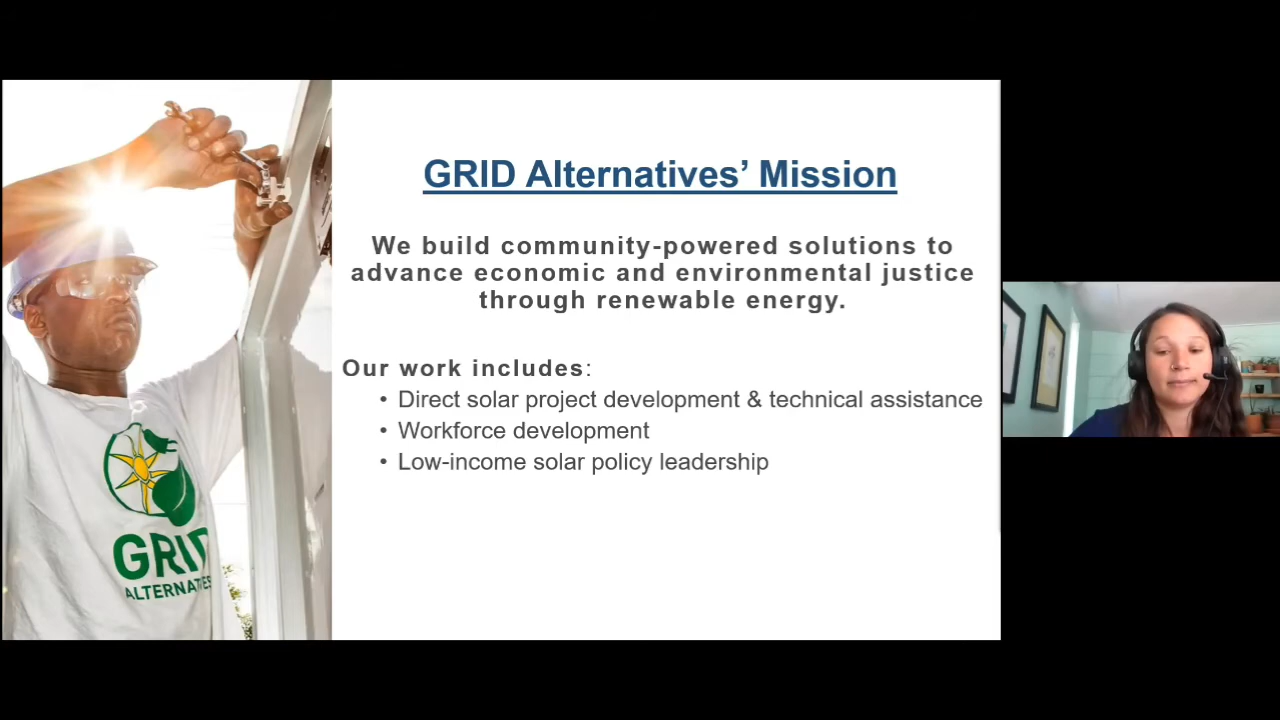 GRID Alternatives’ Mission
We build community-powered solutions to
advance economic and environmental justice
through renewable energy.
Our work includes:
• Direct solar project development & technical assistance
• Workforce development
• Low-income solar policy leadership
GRID
ALTERNATIVES